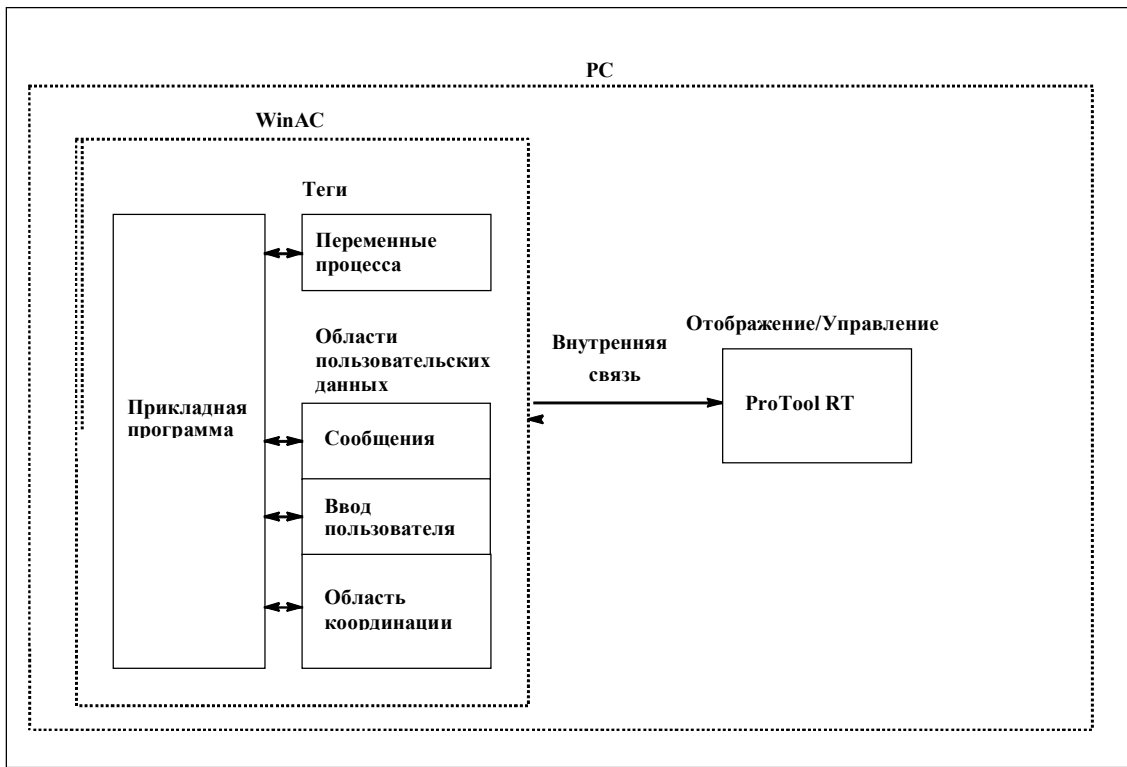 PC
WinAC
Теги
Переменные
процесса
Области
пользовательских
данных
Прикладная
программа
Сообщения
Ввод
пользователя
Область
координации
Внутренняя
связь
Отображение/Управление
ProTool RT